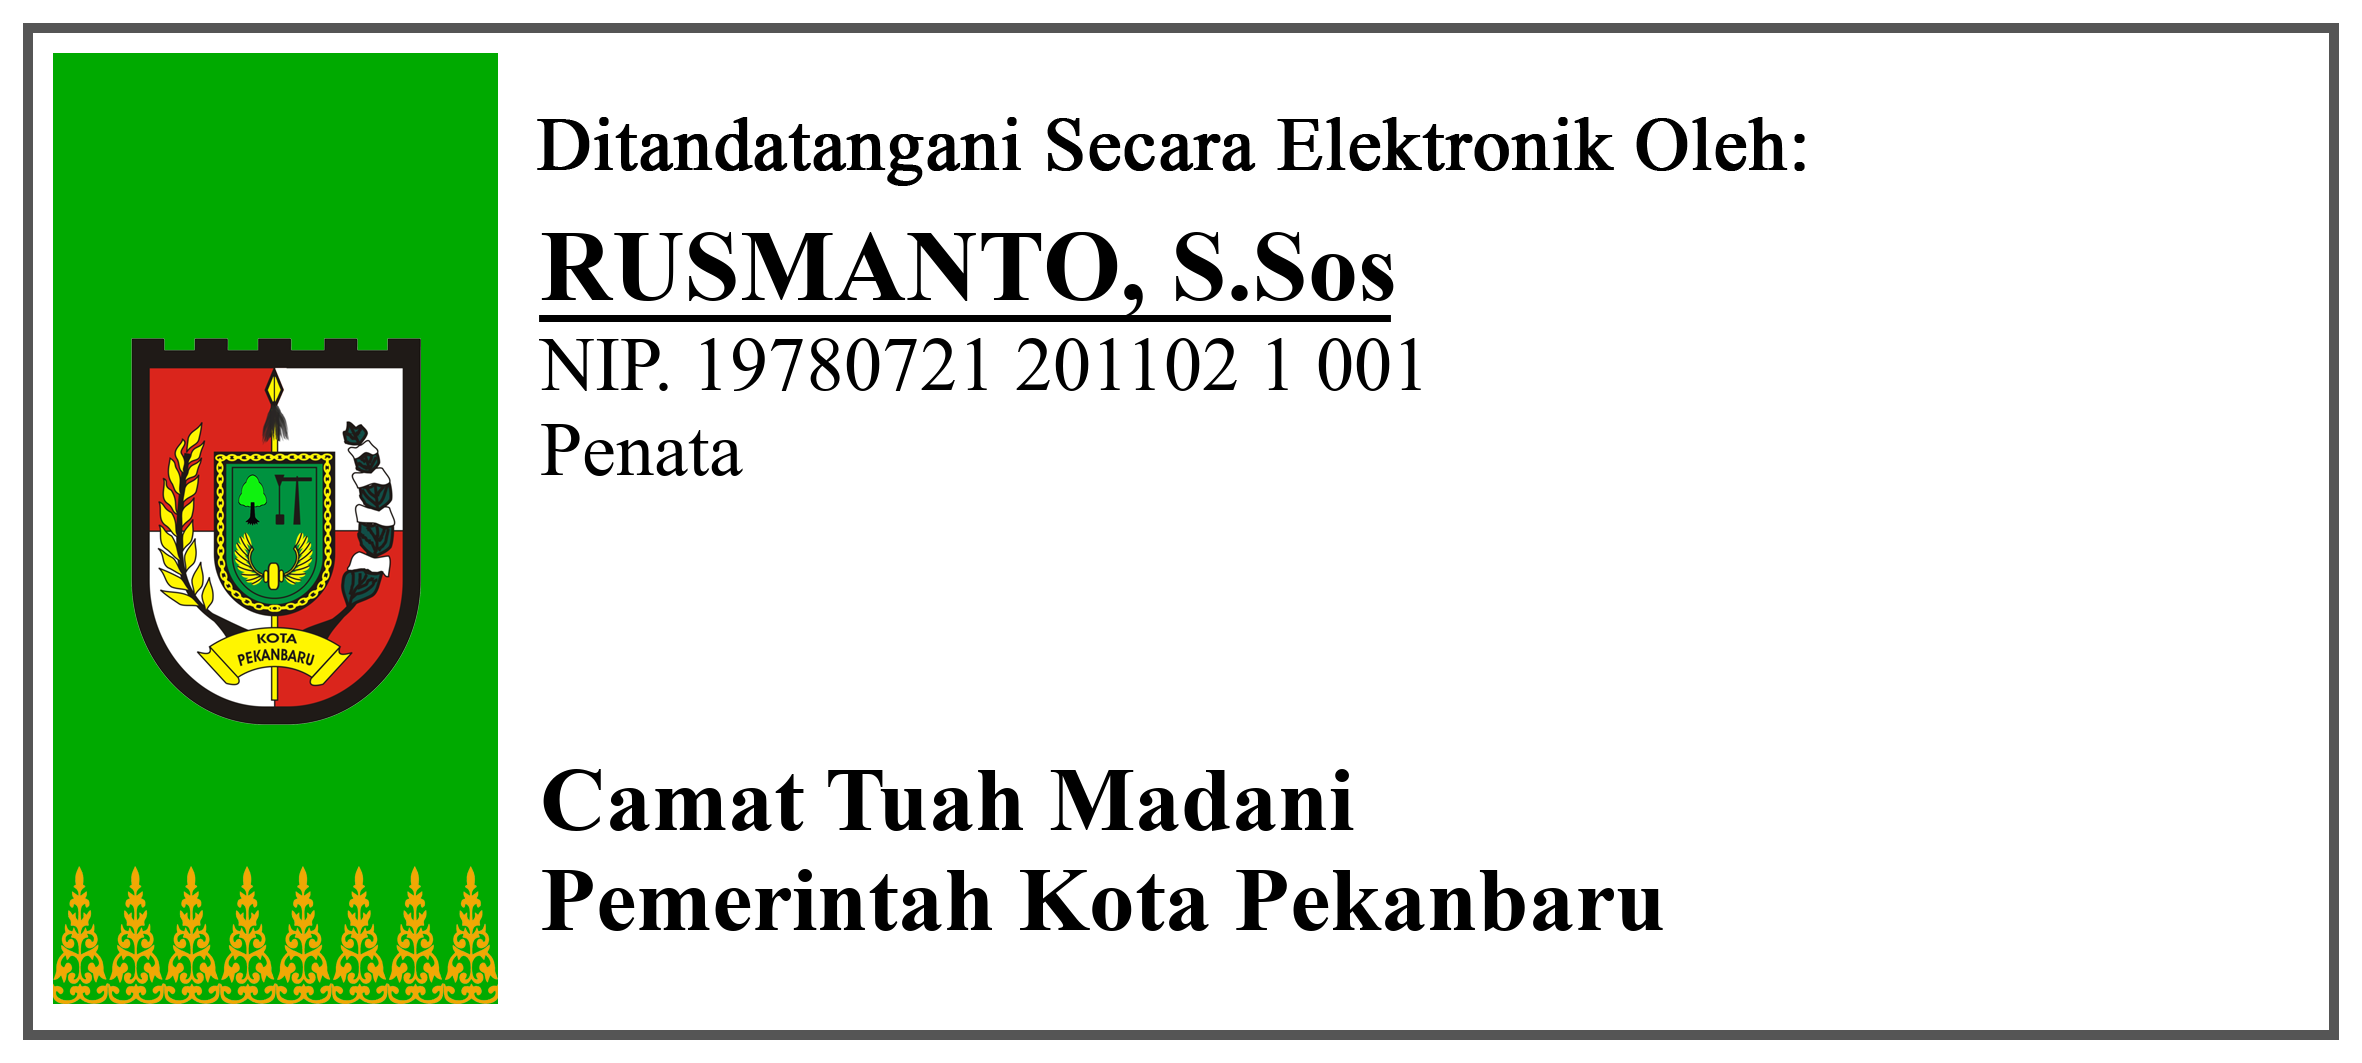 Ditandatangani Secara Elektronik Oleh:
RUSMANTO, S.Sos
NIP. 19780721 201102 1 001
Penata
KOTA
PEKANBARU
Camat Tuah Madani
Pemerintah Kota Pekanbaru